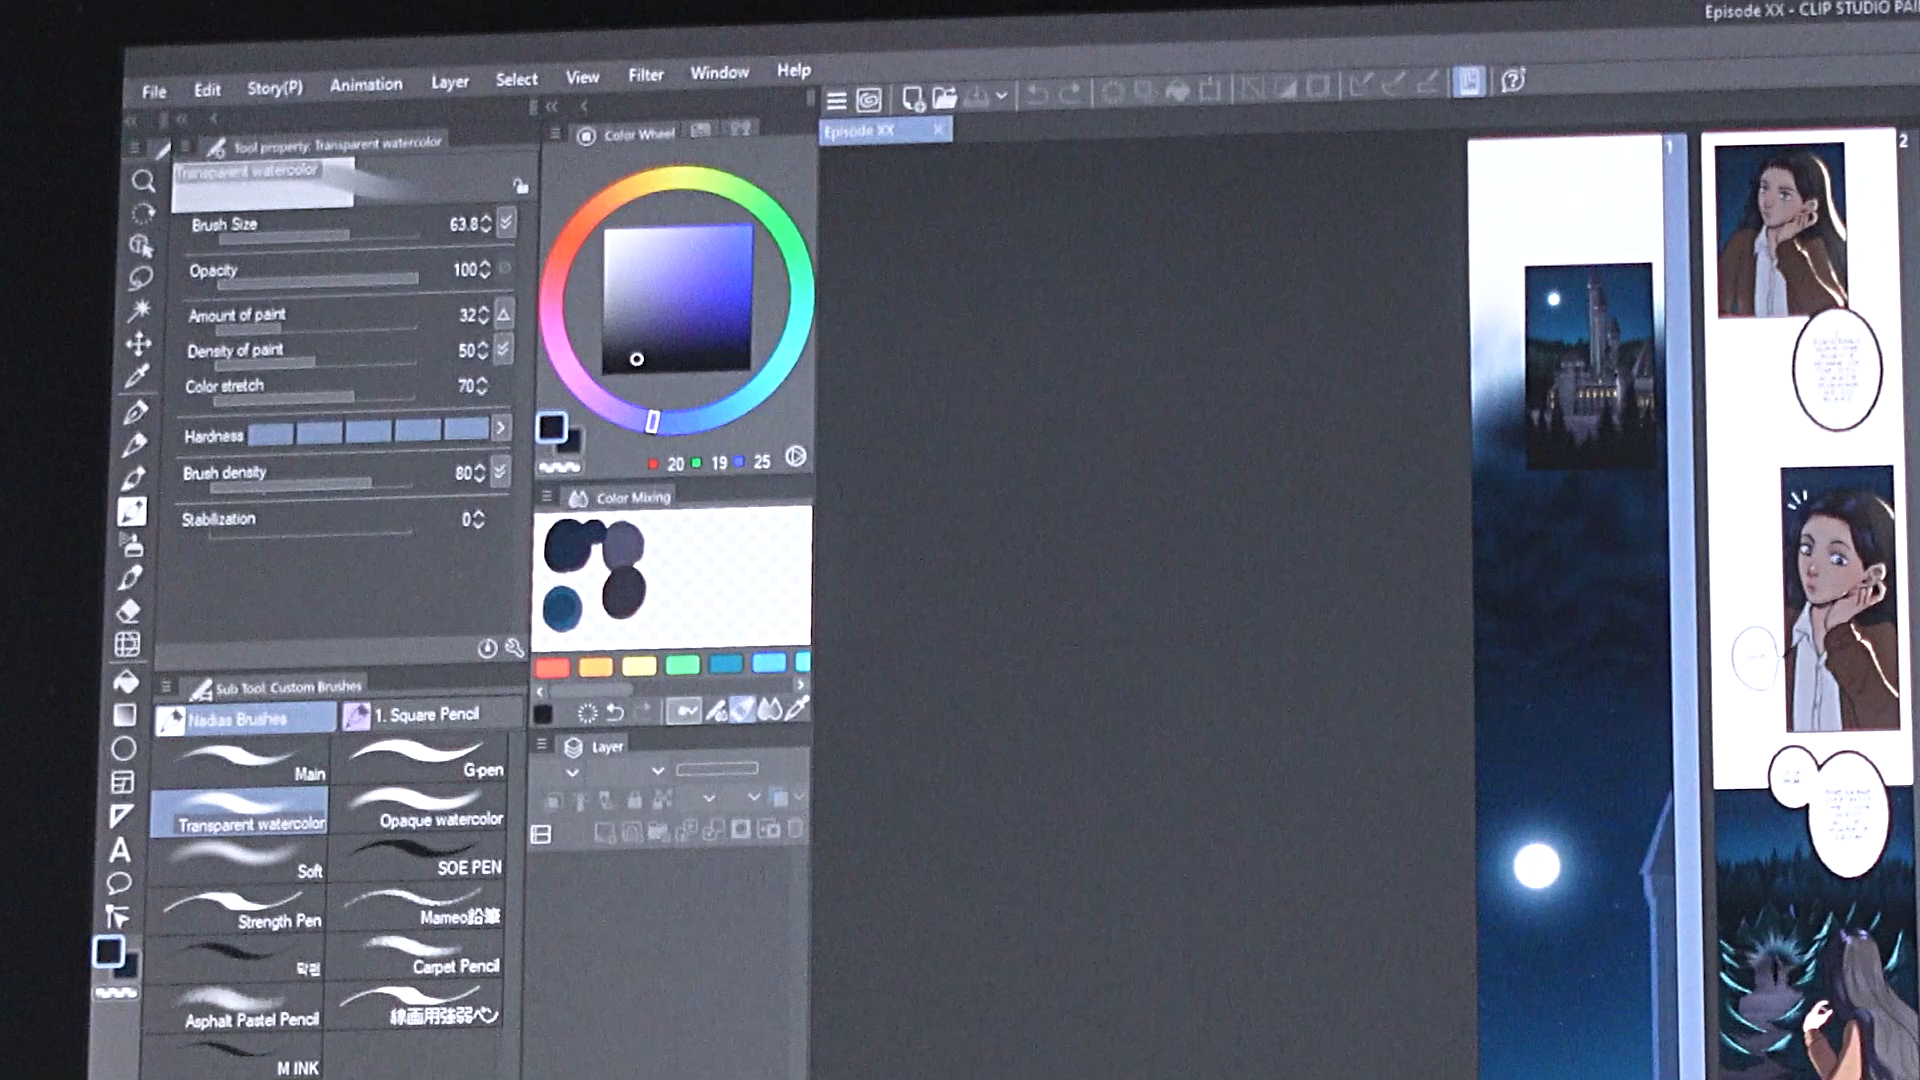 Episode XX - CLIP STUDIO PAI
File Edit Story(P) Animation Layer Select View Filter Window Help
Episode XX
Tool property: Transparent watercolor
Transparent watercolor
Brush Size 63.8
Opacity 100
Amount of paint 32
Density of paint 50
Color stretch 70
Hardness
Brush density 80
Stabilization 0
Color Wheel
20 19 25
Color Mixing
Layer
Sub Tool: Custom Brushes
Nadias Brushes
1. Square Pencil
Main
G-pen
Transparent watercolor
Opaque watercolor
Soft
SOE PEN
Strength Pen
Mameo鉛筆
Carpet Pencil
Asphalt Pastel Pencil
線画用強弱ペン
M INK
1
2